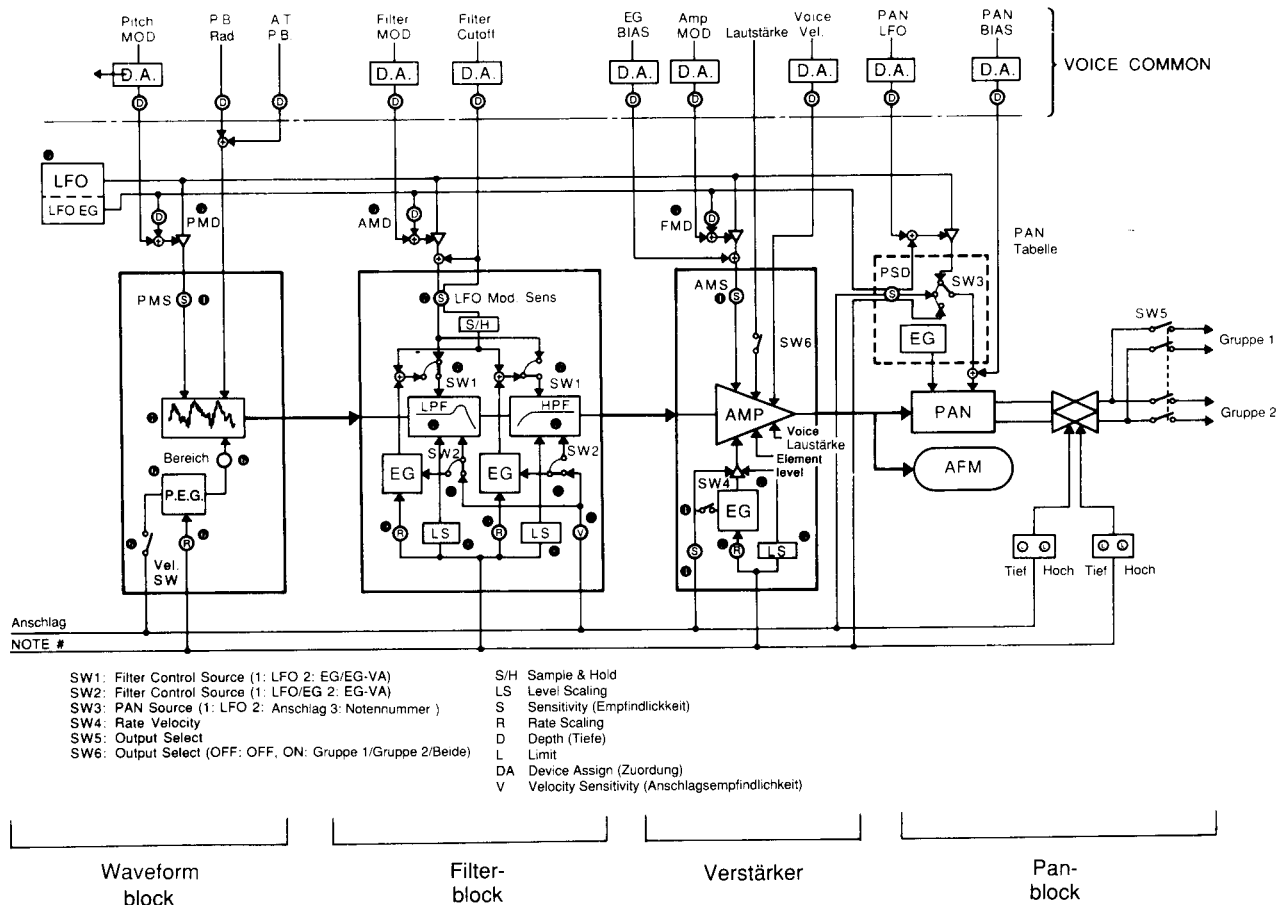 Pitch MOD
PB Rad
AT PB
Filter MOD
Filter Cutoff
EG BIAS
Amp MOD
Lautstärke
Voice Vel.
PAN LFO
PAN BIAS
D.A.
D.A.
D.A.
D.A.
D.A.
D.A.
D.A.
D.A.
VOICE COMMON
D
D
D
D
D
D
D
D
D
D
LFO
LFO EG
D
PMD
D
AMD
D
FMD
PAN Tabelle
PMS
S
S
LFO Mod. Sens
S/H
AMS
S
PSD
S
SW3
EG
SW5
Gruppe 1
Gruppe 2
SW1
SW1
SW6
LPF
HPF
AMP
PAN
AFM
Bereich
P.E.G.
SW2
SW2
EG
EG
Voice Lautstärke
Element level
SW4
EG
R
Vel. SW
R
LS
R
LS
V
S
R
LS
L L
L L
Tief Hoch
Tief Hoch
Anschlag
NOTE #
SW1: Filter Control Source (1: LFO 2: EG/EG-VA)
SW2: Filter Control Source (1: LFO/EG 2: EG-VA)
SW3: PAN Source (1: LFO 2: Anschlag 3: Notennummer )
SW4: Rate Velocity
SW5: Output Select
SW6: Output Select (OFF: OFF, ON: Gruppe 1/Gruppe 2/Beide)
S/H Sample & Hold
LS Level Scaling
S Sensitivity (Empfindlickkeit)
R Rate Scaling
D Depth (Tiefe)
L Limit
DA Device Assign (Zuordung)
V Velocity Sensitivity (Anschlagsempfindlichkeit)
Waveform block
Filter-block
Verstärker
Pan-block